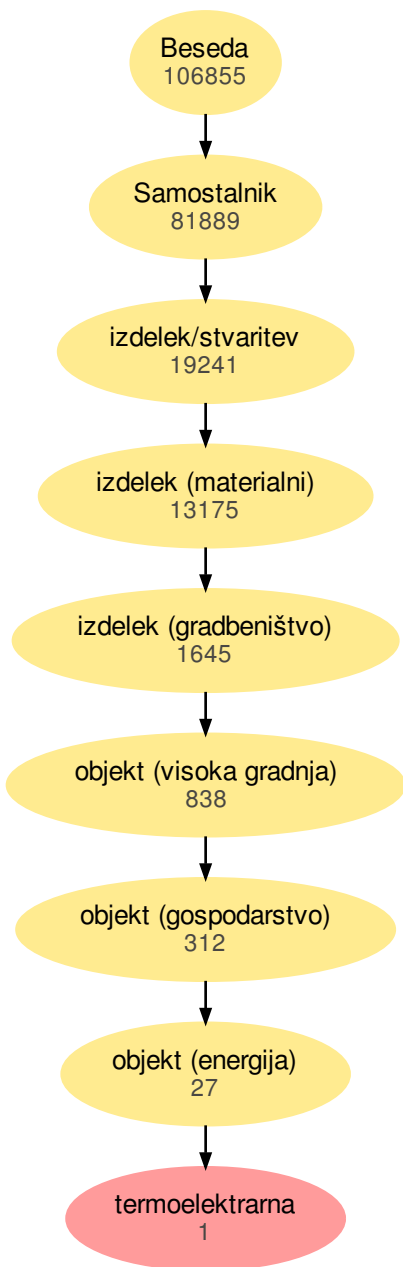 Beseda
106855
Samostalnik
81889
izdelek/stvaritev
19241
izdelek (materialni)
13175
izdelek (gradbeništvo)
1645
objekt (visoka gradnja)
838
objekt (gospodarstvo)
312
objekt (energija)
27
termoelektrarna
1